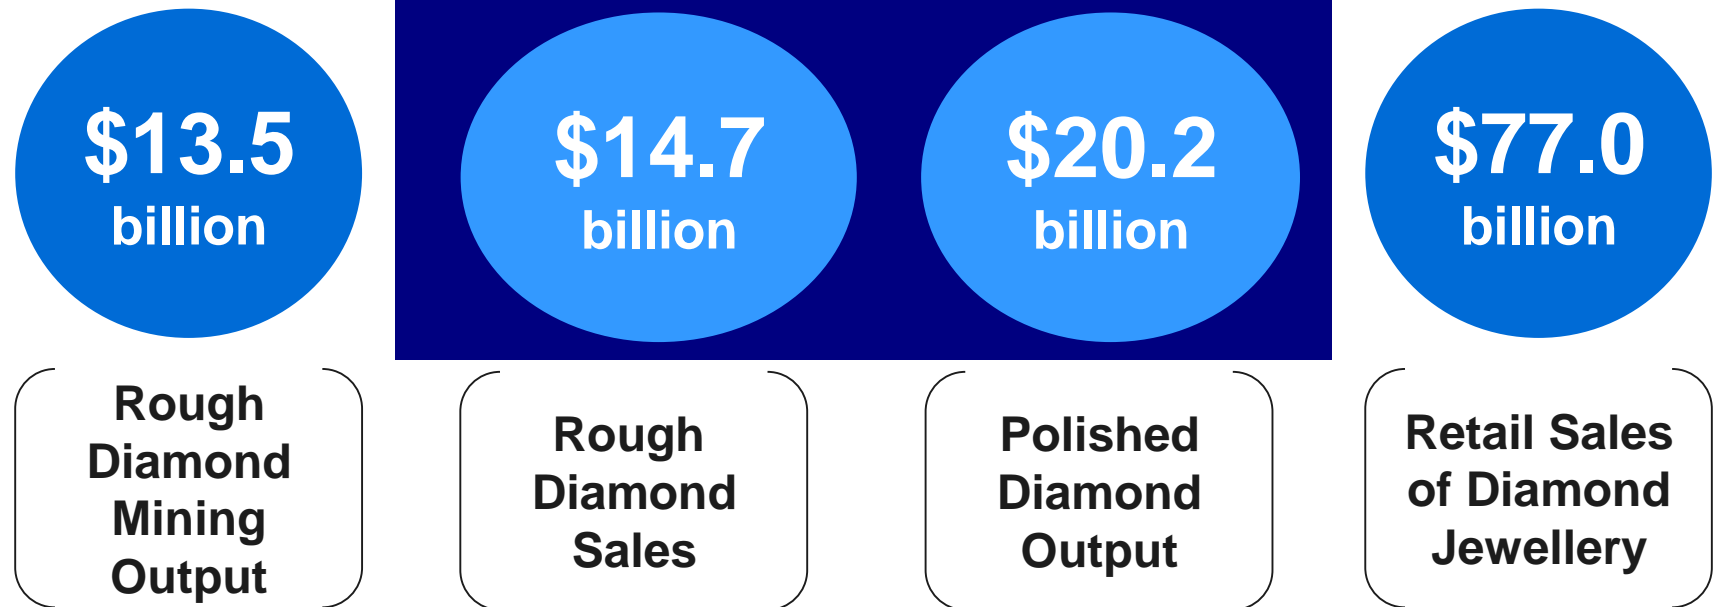 $13.5
billion
$14.7
billion
$20.2
billion
$77.0
billion
Rough
Diamond
Mining
Output
Rough
Diamond
Sales
Polished
Diamond
Output
Retail Sales
of Diamond
Jewellery